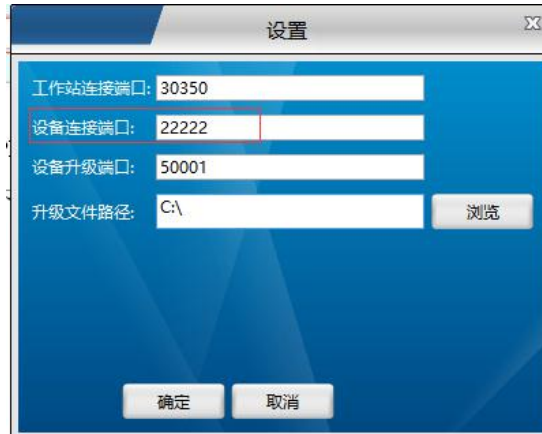 设置
工作站连接端口: 30350
设备连接端口: 22222
设备升级端口: 50001
升级文件路径: C:\ 浏览
确定 取消